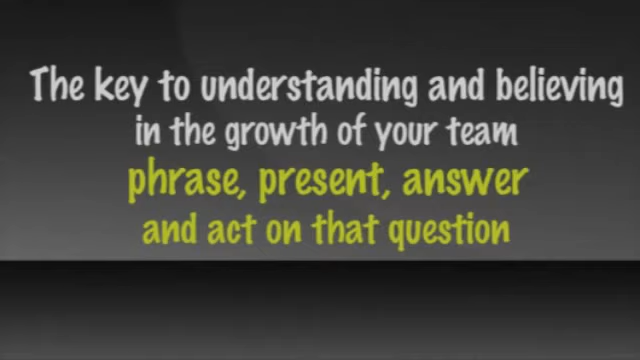 The key to understanding and believing
in the growth of your team
phrase, present, answer
and act on that question